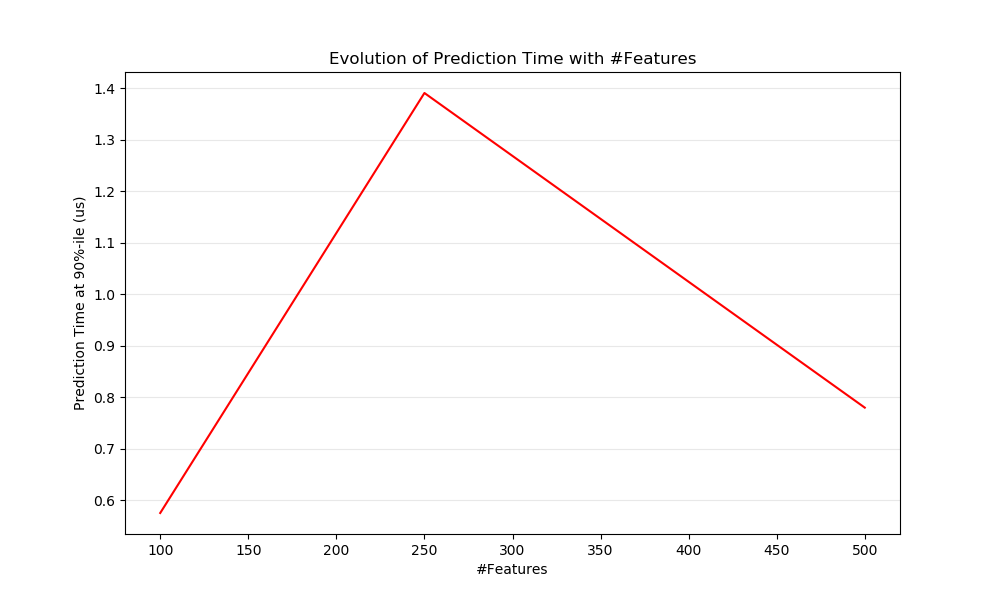 Evolution of Prediction Time with #Features
Prediction Time at 90%-ile (us)
1.4
1.3
1.2
1.1
1.0
0.9
0.8
0.7
0.6
100 150 200 250 300 350 400 450 500
#Features